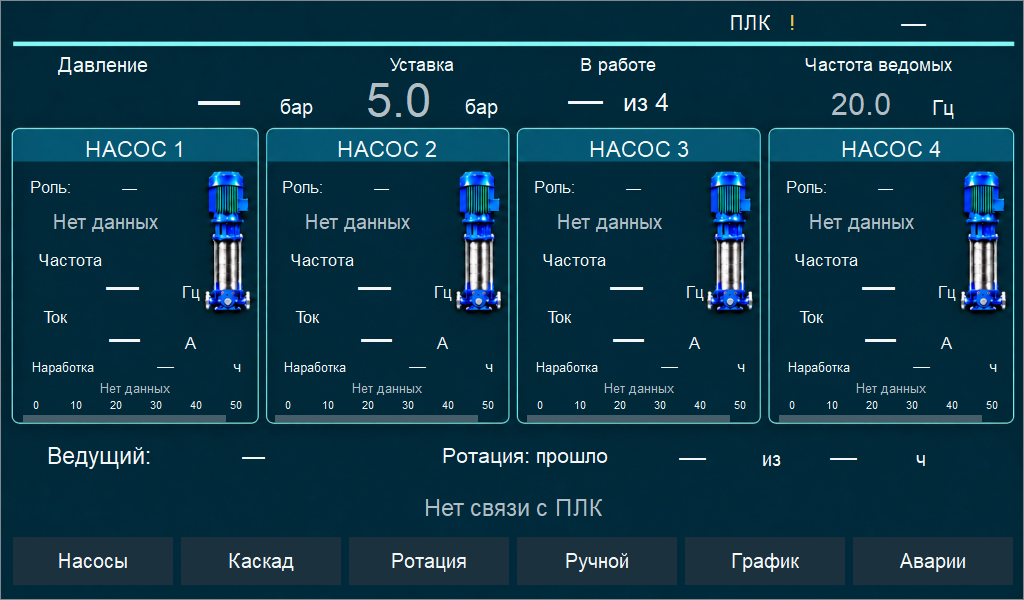 ПЛК ! —
Давление Уставка В работе Частота ведомых
— бар 5.0 бар — из 4 20.0 Гц
НАСОС 1 НАСОС 2 НАСОС 3 НАСОС 4
Роль: — Роль: — Роль: — Роль: —
Нет данных Нет данных Нет данных Нет данных
Частота Частота Частота Частота
— Гц — Гц — Гц — Гц
Ток Ток Ток Ток
— А — А — А — А
Наработка — ч Наработка — ч Наработка — ч Наработка — ч
Нет данных Нет данных Нет данных Нет данных
0 10 20 30 40 50 0 10 20 30 40 50 0 10 20 30 40 50 0 10 20 30 40 50
Ведущий: — Ротация: прошло — из — ч
Нет связи с ПЛК
Насосы Каскад Ротация Ручной График Аварии